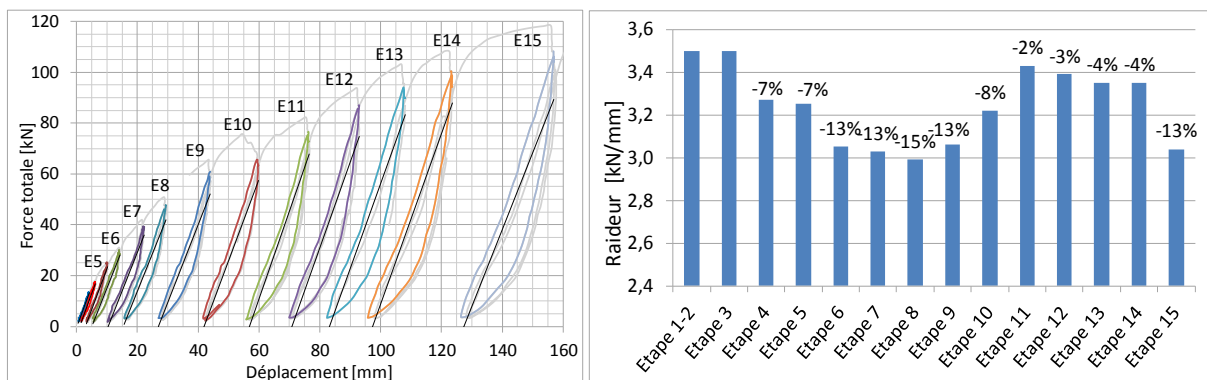 120
100
80
60
40
20
0
Force totale [kN]
E5
E6
E7
E8
E9
E10
E11
E12
E13
E14
E15
0 20 40 60 80 100 120 140 160
Déplacement [mm]
3,6
3,4
3,2
3,0
2,8
2,6
2,4
Raideur [kN/mm]
-7% -7% -13% -13% -15% -13% -8% -2% -3% -4% -4% -13%
Etape 1-2
Etape 3
Etape 4
Etape 5
Etape 6
Etape 7
Etape 8
Etape 9
Etape 10
Etape 11
Etape 12
Etape 13
Etape 14
Etape 15